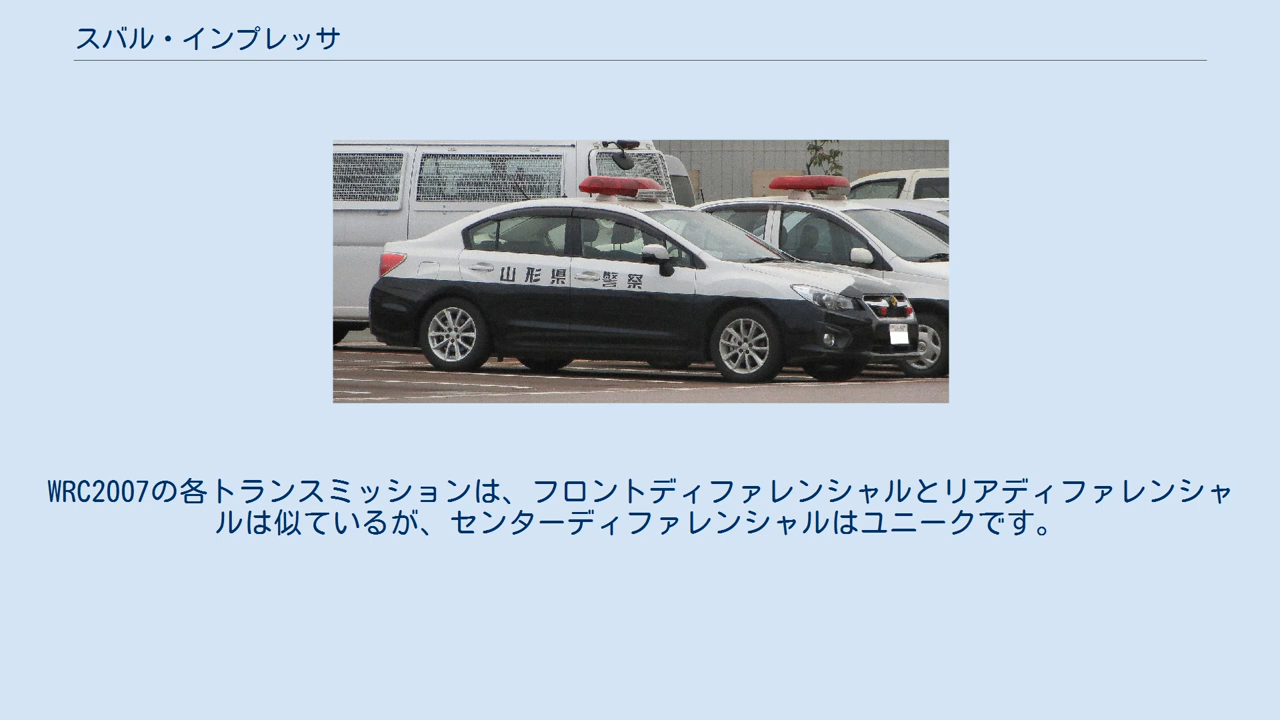 スバル・インプレッサ
山形県警察
WRC2007の各トランスミッションは、フロントディファレンシャルとリアディファレンシャ
ルは似ているが、センターディファレンシャルはユニークです。